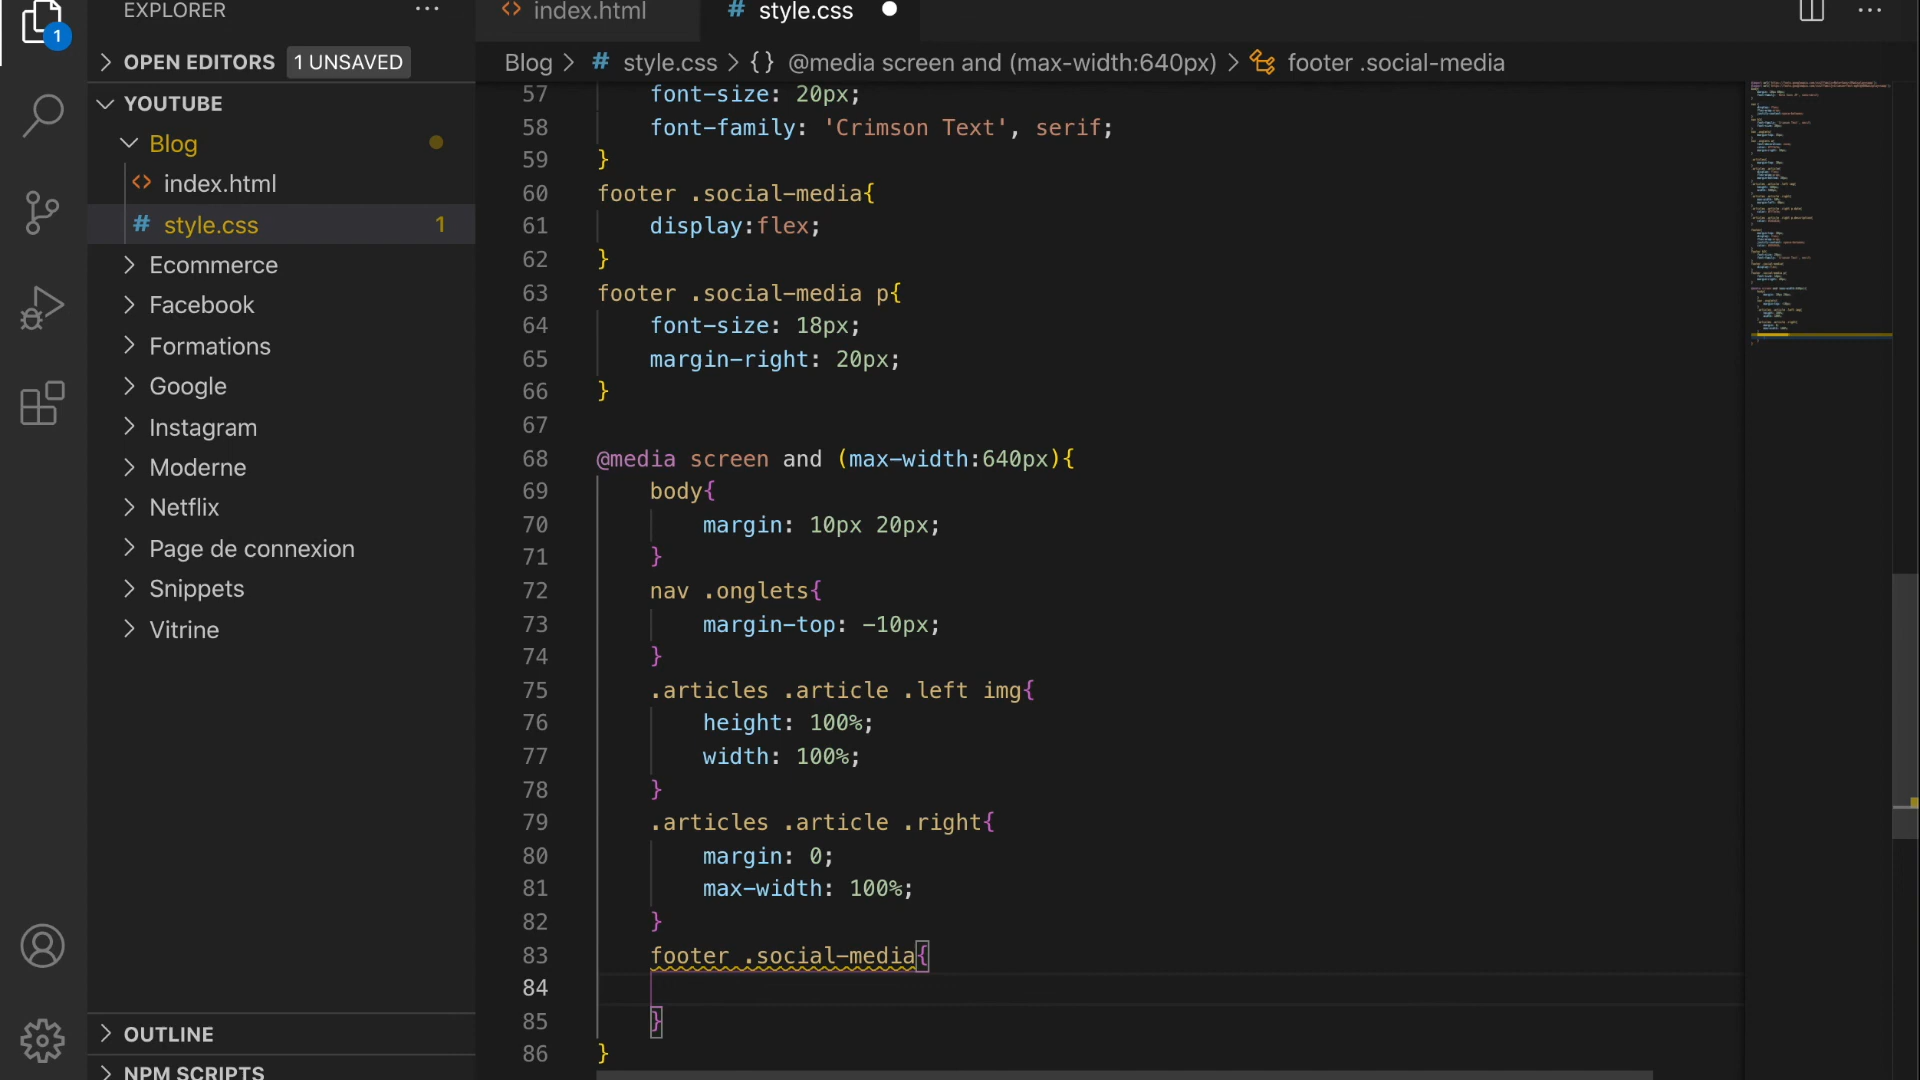 EXPLORER
index.html
# style.css
1
OPEN EDITORS
1 UNSAVED
Blog > # style.css > {} @media screen and (max-width:640px) > footer .social-media
YOUTUBE
Blog
index.html
# style.css 1
Ecommerce
Facebook
Formations
Google
Instagram
Moderne
Netflix
Page de connexion
Snippets
Vitrine
OUTLINE
NPM SCRIPTS
57 font-size: 20px;
58 font-family: 'Crimson Text', serif;
59 }
60 footer .social-media{
61 display:flex;
62 }
63 footer .social-media p{
64 font-size: 18px;
65 margin-right: 20px;
66 }
67
68 @media screen and (max-width:640px){
69 body{
70 margin: 10px 20px;
71 }
72 nav .onglets{
73 margin-top: -10px;
74 }
75 .articles .article .left img{
76 height: 100%;
77 width: 100%;
78 }
79 .articles .article .right{
80 margin: 0;
81 max-width: 100%;
82 }
83 footer .social-media{
84
85 }
86 }